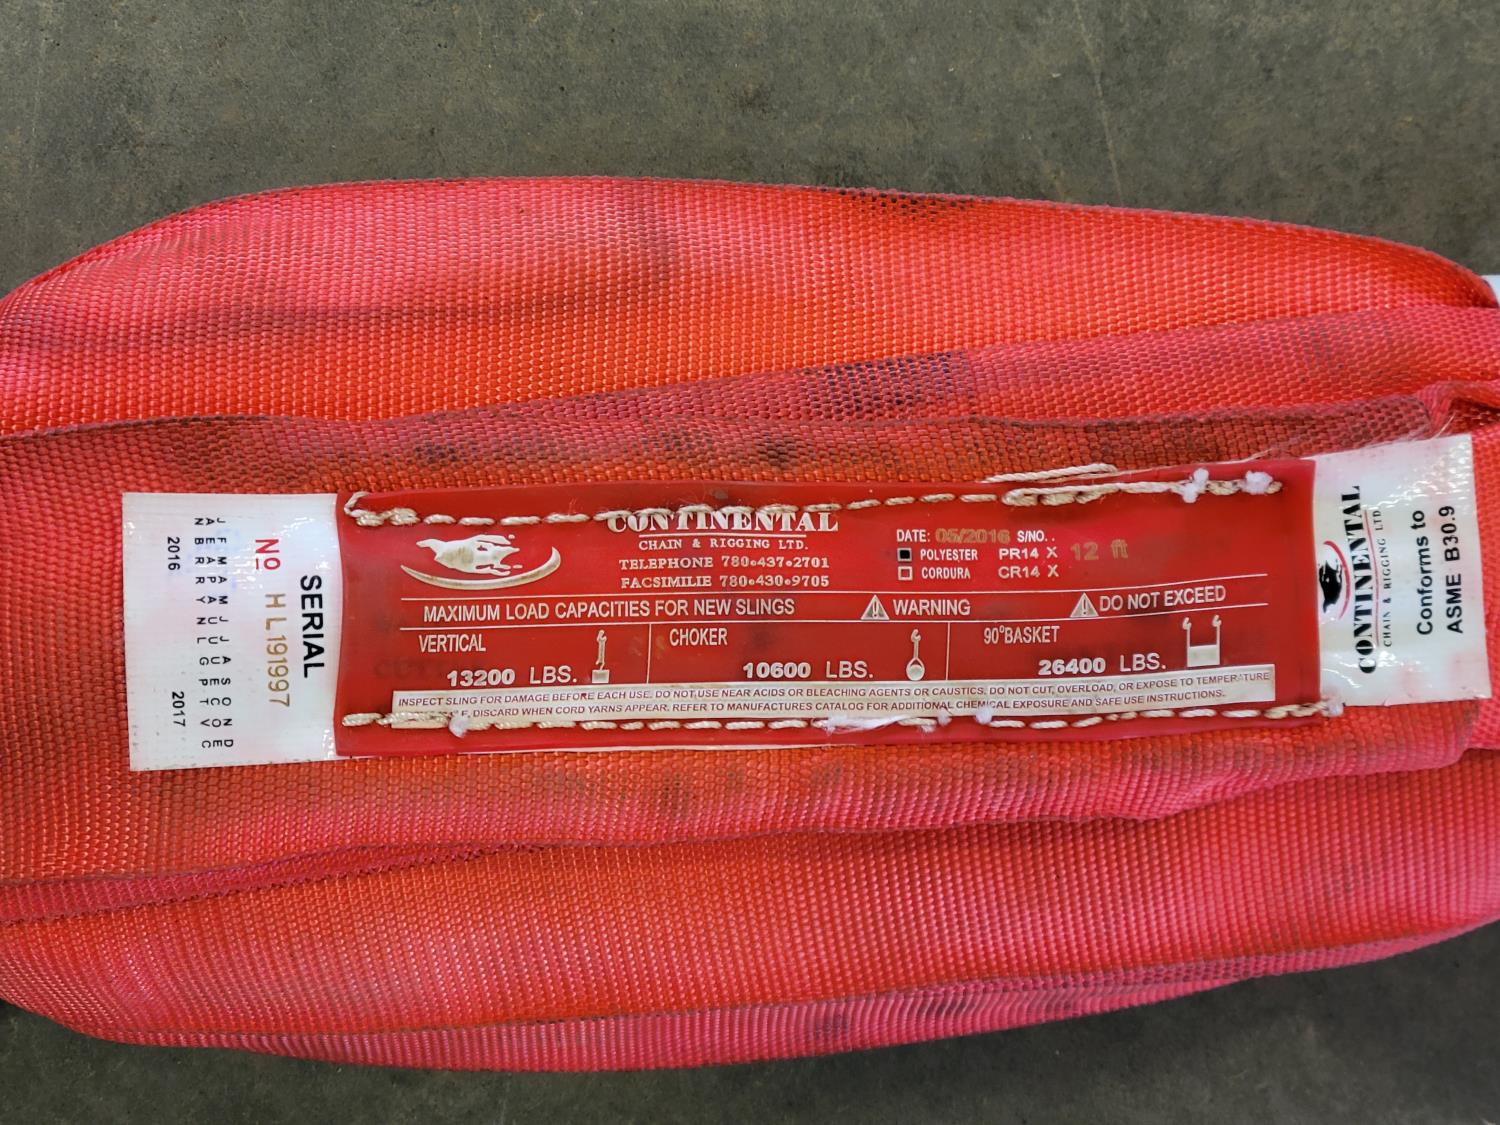 CONTINENTAL
CHAIN & RIGGING LTD.
TELEPHONE 780•437•2701
FACSIMILIE 780•430•9705
DATE: 05/2016 S/NO. .
POLYESTER PR14 X 12 ft
CORDURA CR14 X
MAXIMUM LOAD CAPACITIES FOR NEW SLINGS WARNING DO NOT EXCEED
VERTICAL CHOKER 90°BASKET
13200 LBS. 10600 LBS. 26400 LBS.
INSPECT SLING FOR DAMAGE BEFORE EACH USE. DO NOT USE NEAR ACIDS OR BLEACHING AGENTS OR CAUSTICS. DO NOT CUT, OVERLOAD, OR EXPOSE TO TEMPERATURE
DISCARD WHEN CORD YARNS APPEAR. REFER TO MANUFACTURES CATALOG FOR ADDITIONAL CHEMICAL EXPOSURE AND SAFE USE INSTRUCTIONS.
SERIAL
No HL191997
JFMAMJJASOND
AEAPAUUUECOE
NBRRYNLGPTVC
2016 2017
CONTINENTAL
CHAIN & RIGGING LTD.
Conforms to
ASME B30.9